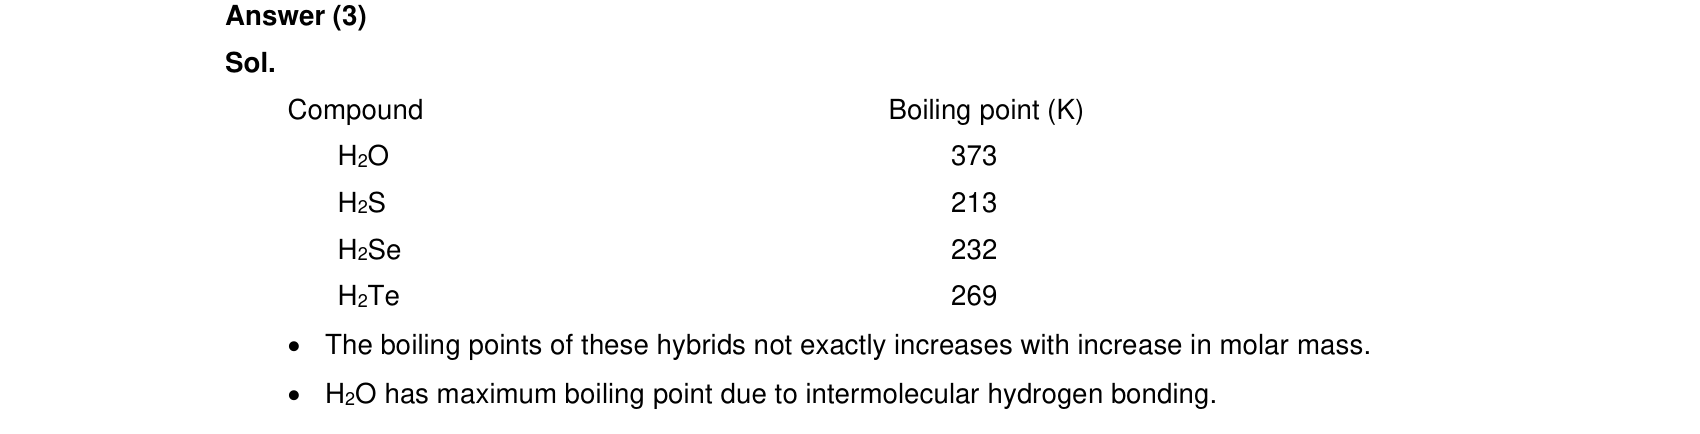 Answer (3)
Sol.
Compound Boiling point (K)
H₂O 373
H₂S 213
H₂Se 232
H₂Te 269
• The boiling points of these hybrids not exactly increases with increase in molar mass.
• H₂O has maximum boiling point due to intermolecular hydrogen bonding.